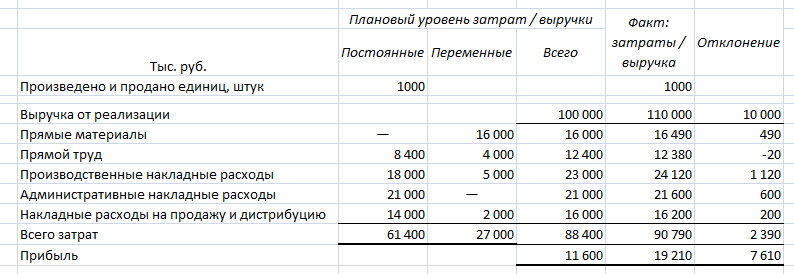 Плановый уровень затрат / выручки
Факт: затраты / выручка
Отклонение
Тыс. руб. Постоянные Переменные Всего
Произведено и продано единиц, штук 1000 1000
Выручка от реализации 100 000 110 000 10 000
Прямые материалы — 16 000 16 000 16 490 490
Прямой труд 8 400 4 000 12 400 12 380 -20
Производственные накладные расходы 18 000 5 000 23 000 24 120 1 120
Административные накладные расходы 21 000 — 21 000 21 600 600
Накладные расходы на продажу и дистрибуцию 14 000 2 000 16 000 16 200 200
Всего затрат 61 400 27 000 88 400 90 790 2 390
Прибыль 11 600 19 210 7 610